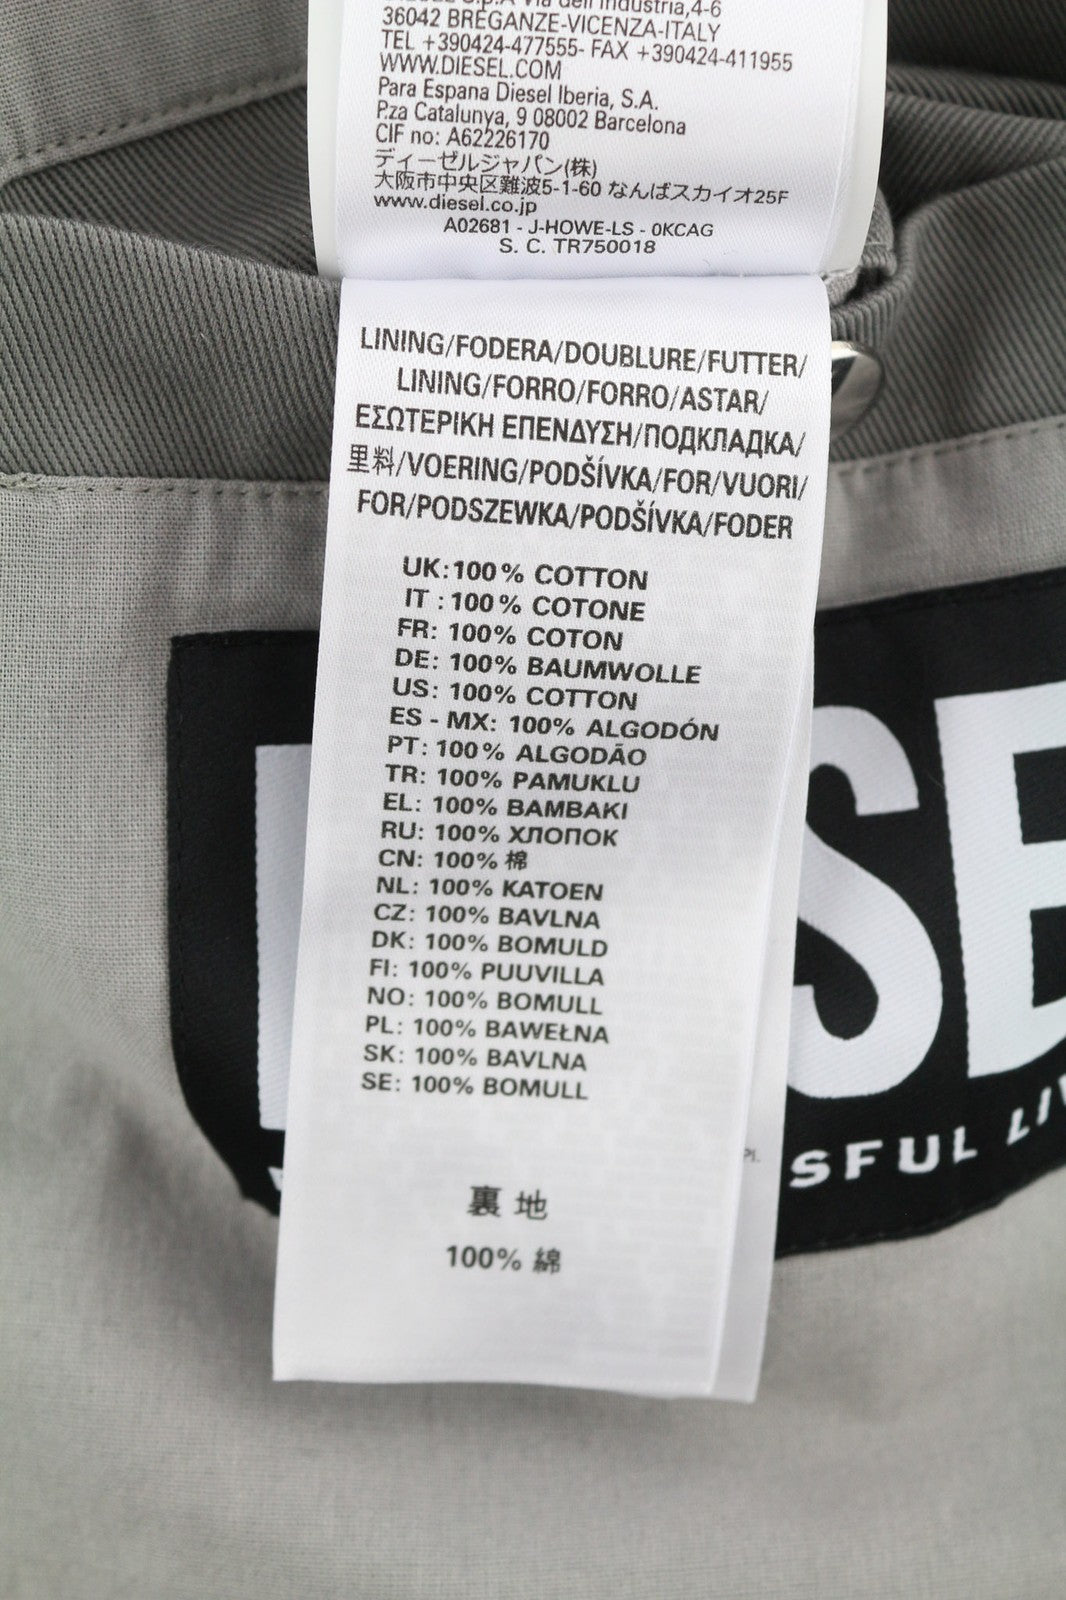 DIESEL S.p.A Via dell'Industria,4-6
36042 BREGANZE-VICENZA-ITALY
TEL +390424-477555- FAX +390424-411955
WWW.DIESEL.COM
Para Espana Diesel Iberia, S.A.
P.za Catalunya, 9 08002 Barcelona
CIF no: A62226170
ディーゼルジャパン(株)
大阪市中央区難波5-1-60 なんばスカイオ25F
www.diesel.co.jp
A02681 - J-HOWE-LS - 0KCAG
S. C. TR750018
LINING/FODERA/DOUBLURE/FUTTER/
LINING/FORRO/FORRO/ASTAR/
ΕΣΩΤΕΡΙΚΗ ΕΠΕΝΔΥΣΗ/ПОДКЛАДКА/
里料/VOERING/PODŠÍVKA/FOR/VUORI/
FOR/PODSZEWKA/PODŠÍVKA/FODER
UK:100% COTTON
IT :100% COTONE
FR: 100% COTON
DE: 100% BAUMWOLLE
US: 100% COTTON
ES - MX: 100% ALGODÓN
PT: 100% ALGODÃO
TR: 100% PAMUKLU
EL: 100% BAMBAKI
RU: 100% ХЛОПОК
CN: 100% 棉
NL: 100% KATOEN
CZ: 100% BAVLNA
DK: 100% BOMULD
FI: 100% PUUVILLA
NO: 100% BOMULL
PL: 100% BAWEŁNA
SK: 100% BAVLNA
SE: 100% BOMULL
裏地
100% 綿
SE
SFUL LIV